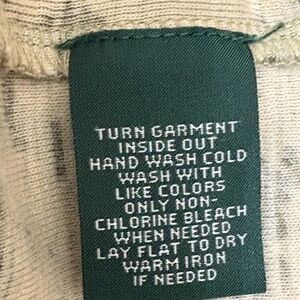 TURN GARMENT
INSIDE OUT
HAND WASH COLD
WASH WITH
LIKE COLORS
ONLY NON-
CHLORINE BLEACH
WHEN NEEDED
LAY FLAT TO DRY
WARM IRON
IF NEEDED